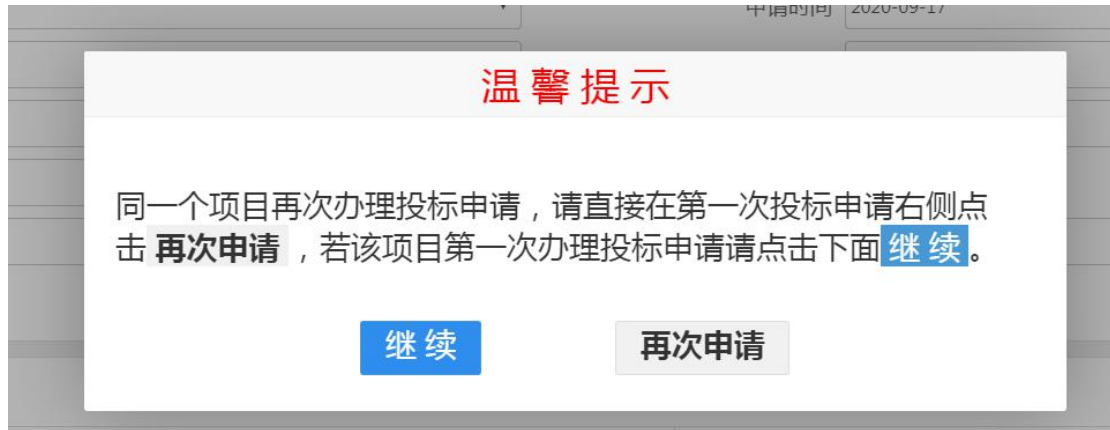 申请时间 2020-09-17
温馨提示
同一个项目再次办理投标申请，请直接在第一次投标申请右侧点
击 再次申请 ，若该项目第一次办理投标申请请点击下面 继 续 。
继 续 再次申请